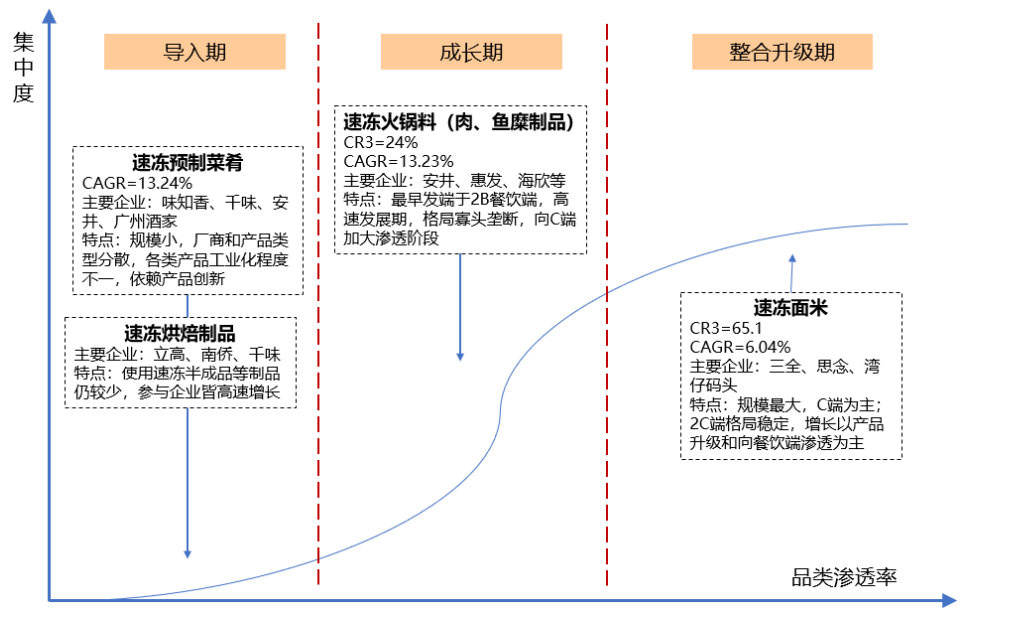 集
中
度
导入期
成长期
整合升级期
速冻预制菜肴
CAGR=13.24%
主要企业：味知香、千味、安
井、广州酒家
特点：规模小，厂商和产品类
型分散，各类产品工业化程度
不一，依赖产品创新
速冻烘焙制品
主要企业：立高、南侨、千味
特点：使用速冻半成品等制品
仍较少，参与企业皆高速增长
速冻火锅料（肉、鱼糜制品）
CR3=24%
CAGR=13.23%
主要企业：安井、惠发、海欣等
特点：最早发端于2B餐饮端，高
速发展期，格局寡头垄断，向C端
加大渗透阶段
速冻面米
CR3=65.1
CAGR=6.04%
主要企业：三全、思念、湾
仔码头
特点：规模最大，C端为主；
2C端格局稳定，增长以产品
升级和向餐饮端渗透为主
品类渗透率